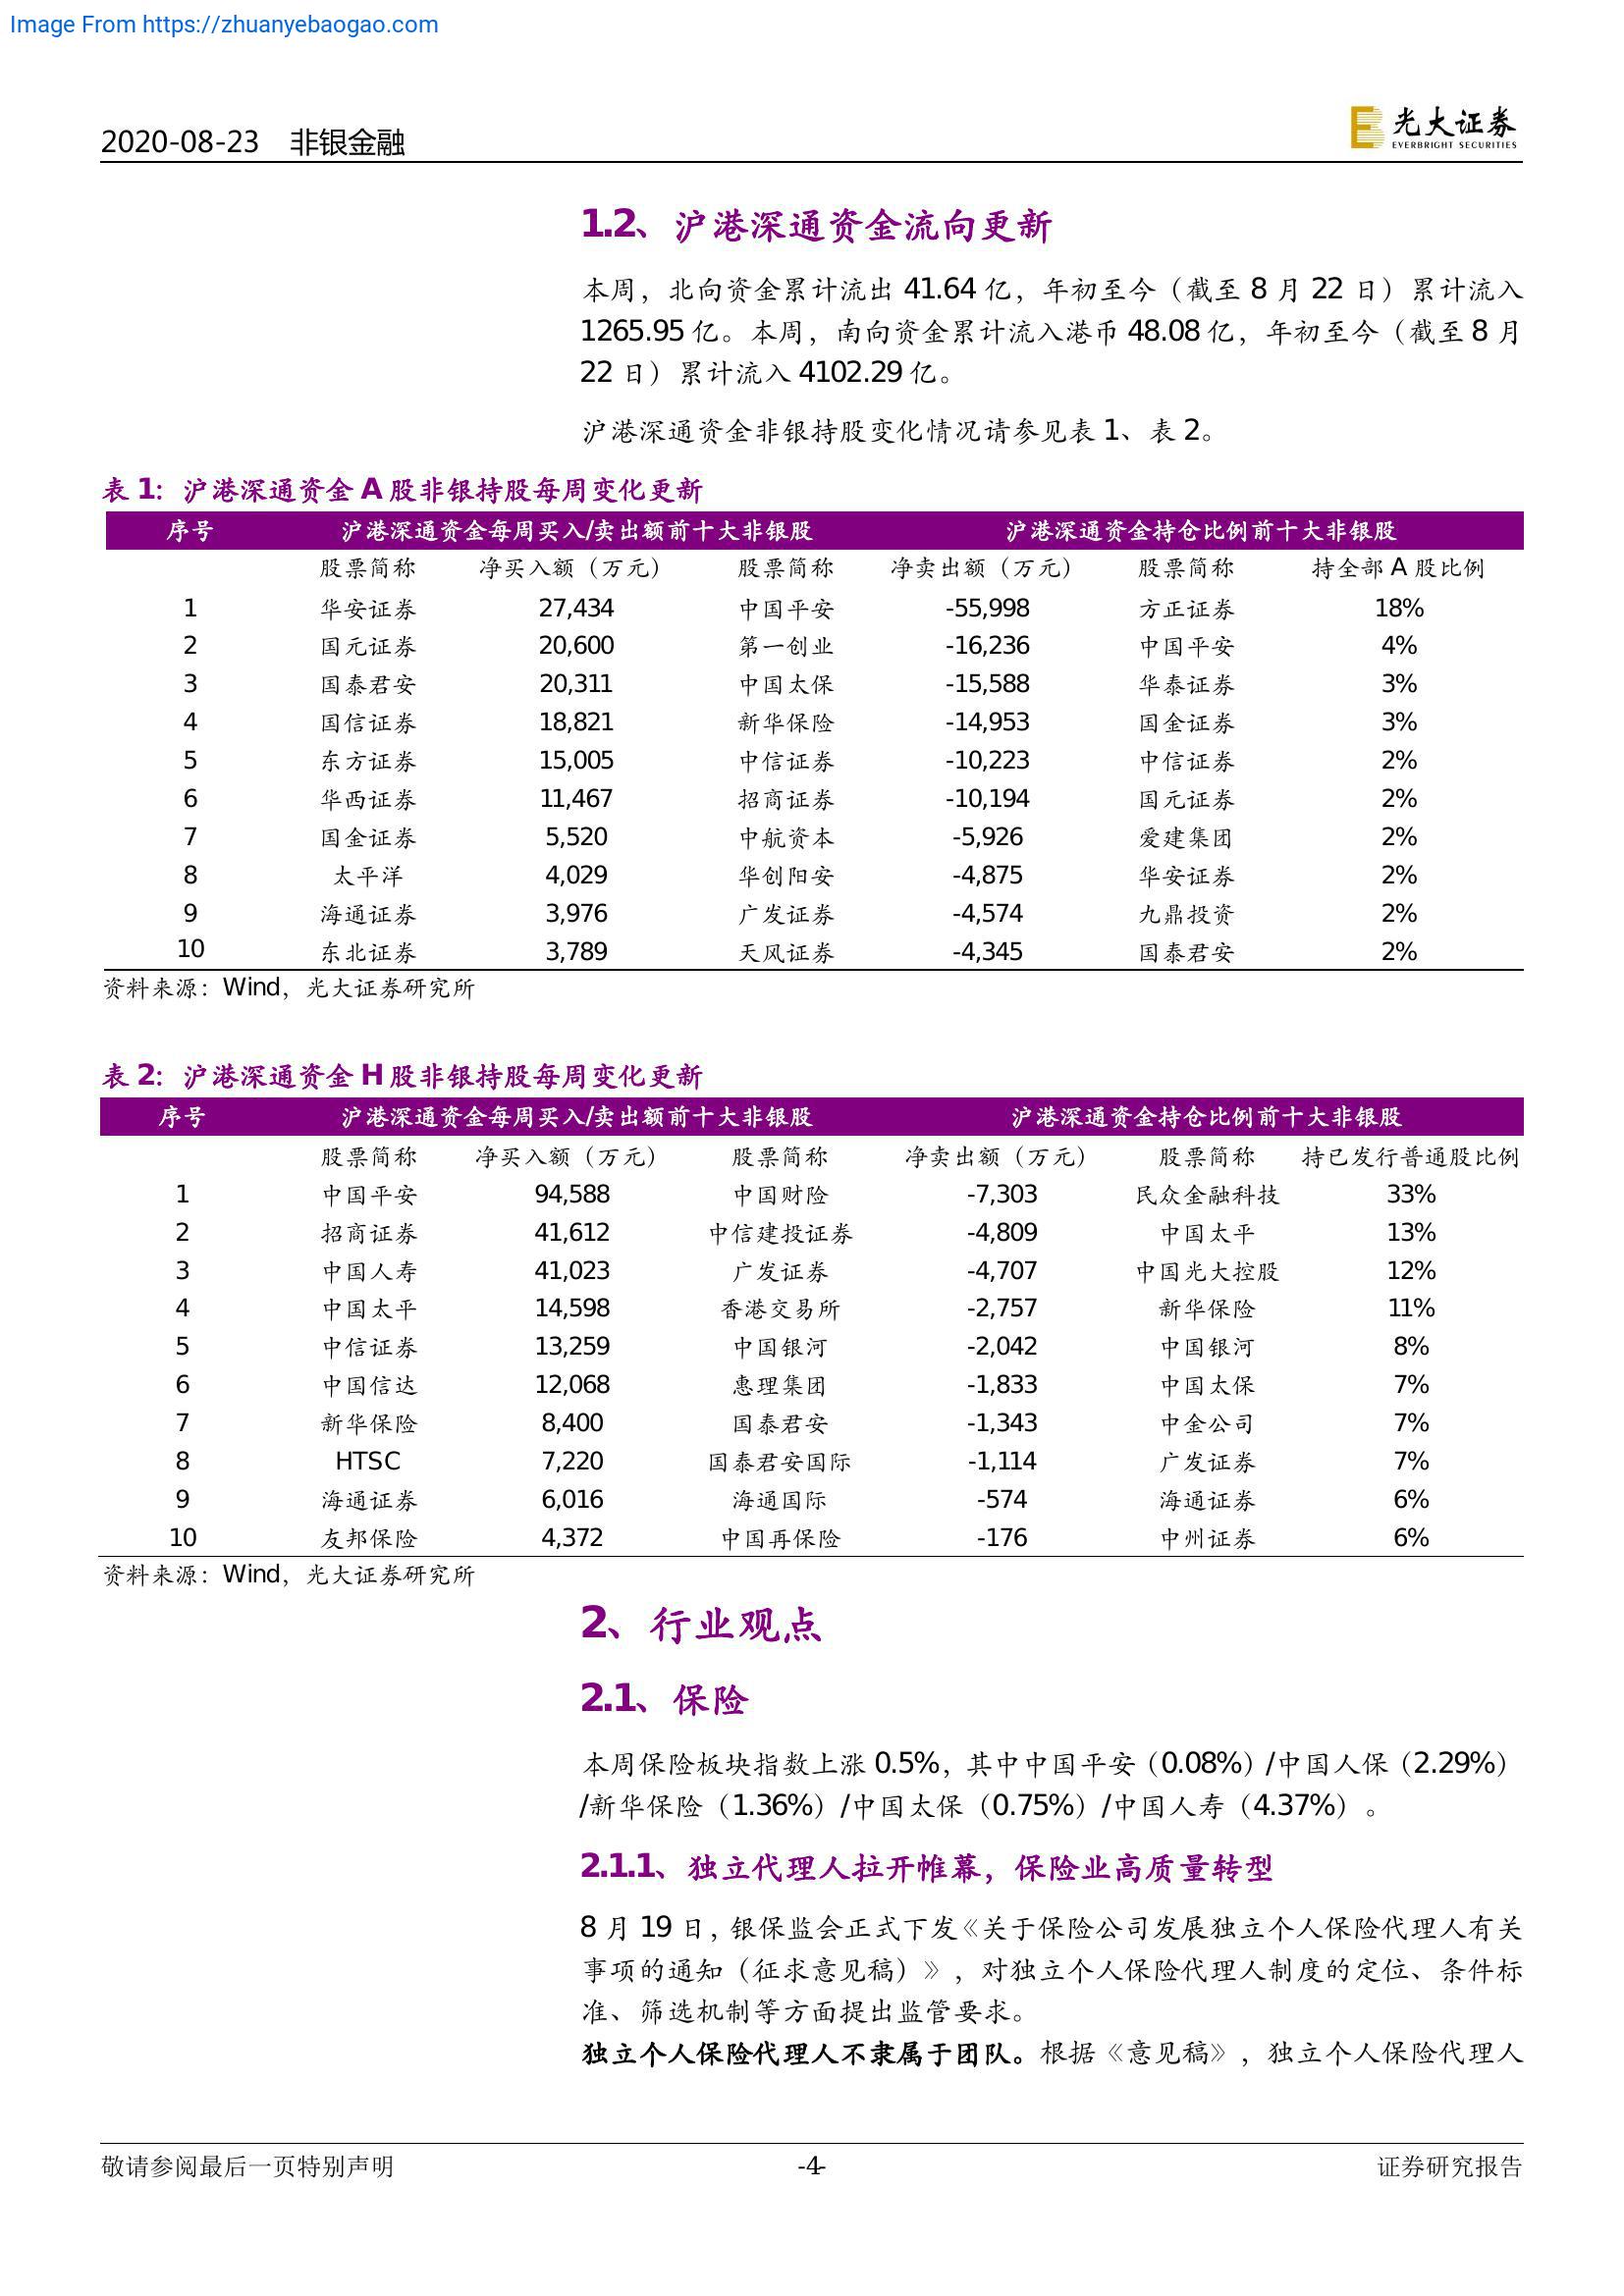 Image From https://zhuanyebaogao.com
2020-08-23 非银金融
光大证券
EVERBRIGHT SECURITIES
1.2、沪港深通资金流向更新
本周，北向资金累计流出 41.64 亿，年初至今（截至 8 月 22 日）累计流入
1265.95 亿。本周，南向资金累计流入港币 48.08 亿，年初至今（截至 8 月
22 日）累计流入 4102.29 亿。
沪港深通资金非银持股变化情况请参见表 1、表 2。
表 1：沪港深通资金 A 股非银持股每周变化更新
序号 沪港深通资金每周买入/卖出额前十大非银股 沪港深通资金持仓比例前十大非银股
股票简称 净买入额（万元） 股票简称 净卖出额（万元） 股票简称 持全部 A 股比例
1 华安证券 27,434 中国平安 -55,998 方正证券 18%
2 国元证券 20,600 第一创业 -16,236 中国平安 4%
3 国泰君安 20,311 中国太保 -15,588 华泰证券 3%
4 国信证券 18,821 新华保险 -14,953 国金证券 3%
5 东方证券 15,005 中信证券 -10,223 中信证券 2%
6 华西证券 11,467 招商证券 -10,194 国元证券 2%
7 国金证券 5,520 中航资本 -5,926 爱建集团 2%
8 太平洋 4,029 华创阳安 -4,875 华安证券 2%
9 海通证券 3,976 广发证券 -4,574 九鼎投资 2%
10 东北证券 3,789 天风证券 -4,345 国泰君安 2%
资料来源：Wind，光大证券研究所
表 2：沪港深通资金 H 股非银持股每周变化更新
序号 沪港深通资金每周买入/卖出额前十大非银股 沪港深通资金持仓比例前十大非银股
股票简称 净买入额（万元） 股票简称 净卖出额（万元） 股票简称 持已发行普通股比例
1 中国平安 94,588 中国财险 -7,303 民众金融科技 33%
2 招商证券 41,612 中信建投证券 -4,809 中国太平 13%
3 中国人寿 41,023 广发证券 -4,707 中国光大控股 12%
4 中国太平 14,598 香港交易所 -2,757 新华保险 11%
5 中信证券 13,259 中国银河 -2,042 中国银河 8%
6 中国信达 12,068 惠理集团 -1,833 中国太保 7%
7 新华保险 8,400 国泰君安 -1,343 中金公司 7%
8 HTSC 7,220 国泰君安国际 -1,114 广发证券 7%
9 海通证券 6,016 海通国际 -574 海通证券 6%
10 友邦保险 4,372 中国再保险 -176 中州证券 6%
资料来源：Wind，光大证券研究所
2、行业观点
2.1、保险
本周保险板块指数上涨 0.5%，其中中国平安（0.08%）/中国人保（2.29%）
/新华保险（1.36%）/中国太保（0.75%）/中国人寿（4.37%）。
2.1.1、独立代理人拉开帷幕，保险业高质量转型
8 月 19 日，银保监会正式下发《关于保险公司发展独立个人保险代理人有关
事项的通知（征求意见稿）》，对独立个人保险代理人制度的定位、条件标
准、筛选机制等方面提出监管要求。
独立个人保险代理人不隶属于团队。根据《意见稿》，独立个人保险代理人
敬请参阅最后一页特别声明 -4- 证券研究报告